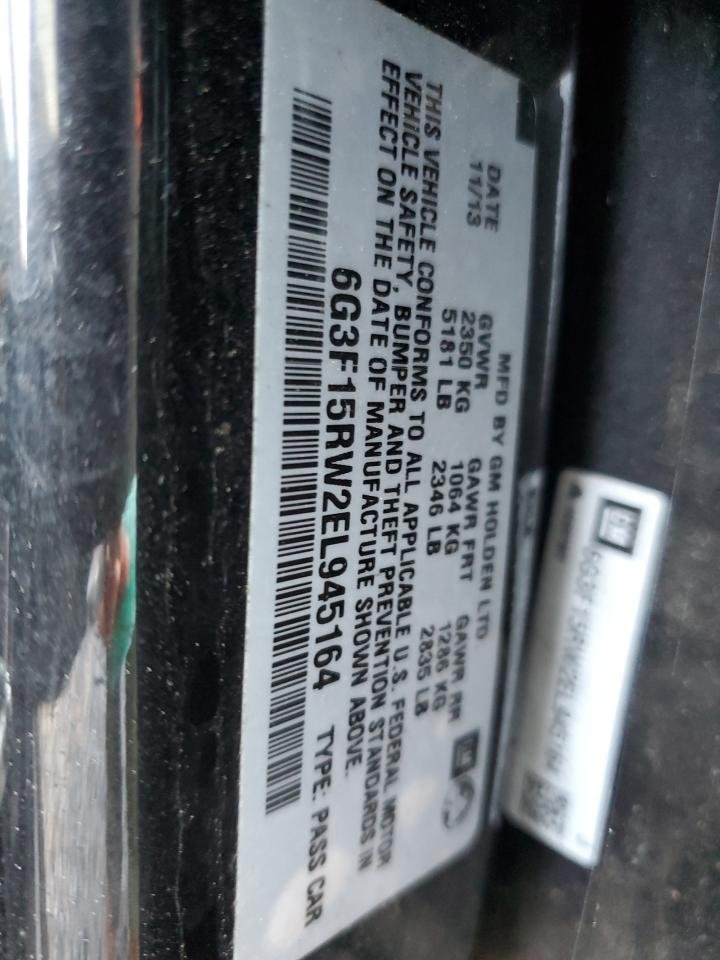 MFD BY GM HOLDEN LTD.
DATE GVWR GAWR FRT GAWR RR
11/13 2350 KG 1064 KG 1286 KG
5181 LB 2346 LB 2835 LB
THIS VEHICLE CONFORMS TO ALL APPLICABLE U.S. FEDERAL MOTOR
VEHICLE SAFETY, BUMPER AND THEFT PREVENTION STANDARDS IN
EFFECT ON THE DATE OF MANUFACTURE SHOWN ABOVE.
6G3F15RW2EL945164 TYPE: PASS CAR
GM
6G3F15RW2EL945164